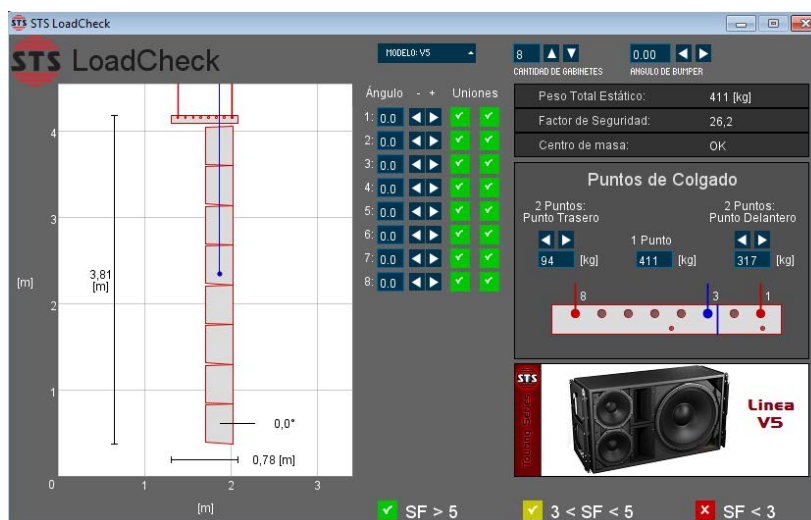 STS LoadCheck
STS LoadCheck
MODELO: V5
8
CANTIDAD DE GABINETES
0.00
ANGULO DE BUMPER
Ángulo - + Uniones
1: 0.0
2: 0.0
3: 0.0
4: 0.0
5: 0.0
6: 0.0
7: 0.0
8: 0.0
Peso Total Estático: 411 [kg]
Factor de Seguridad: 26,2
Centro de masa: OK
Puntos de Colgado
2 Puntos:
Punto Trasero
94 [kg]
1 Punto
411 [kg]
2 Puntos:
Punto Delantero
317 [kg]
8 3 1
4
3
2
1
[m]
3,81
[m]
0,0°
0,78 [m]
0 1 2 3
[m]
STS
Touring Series
Linea
V5
SF > 5
3 < SF < 5
SF < 3